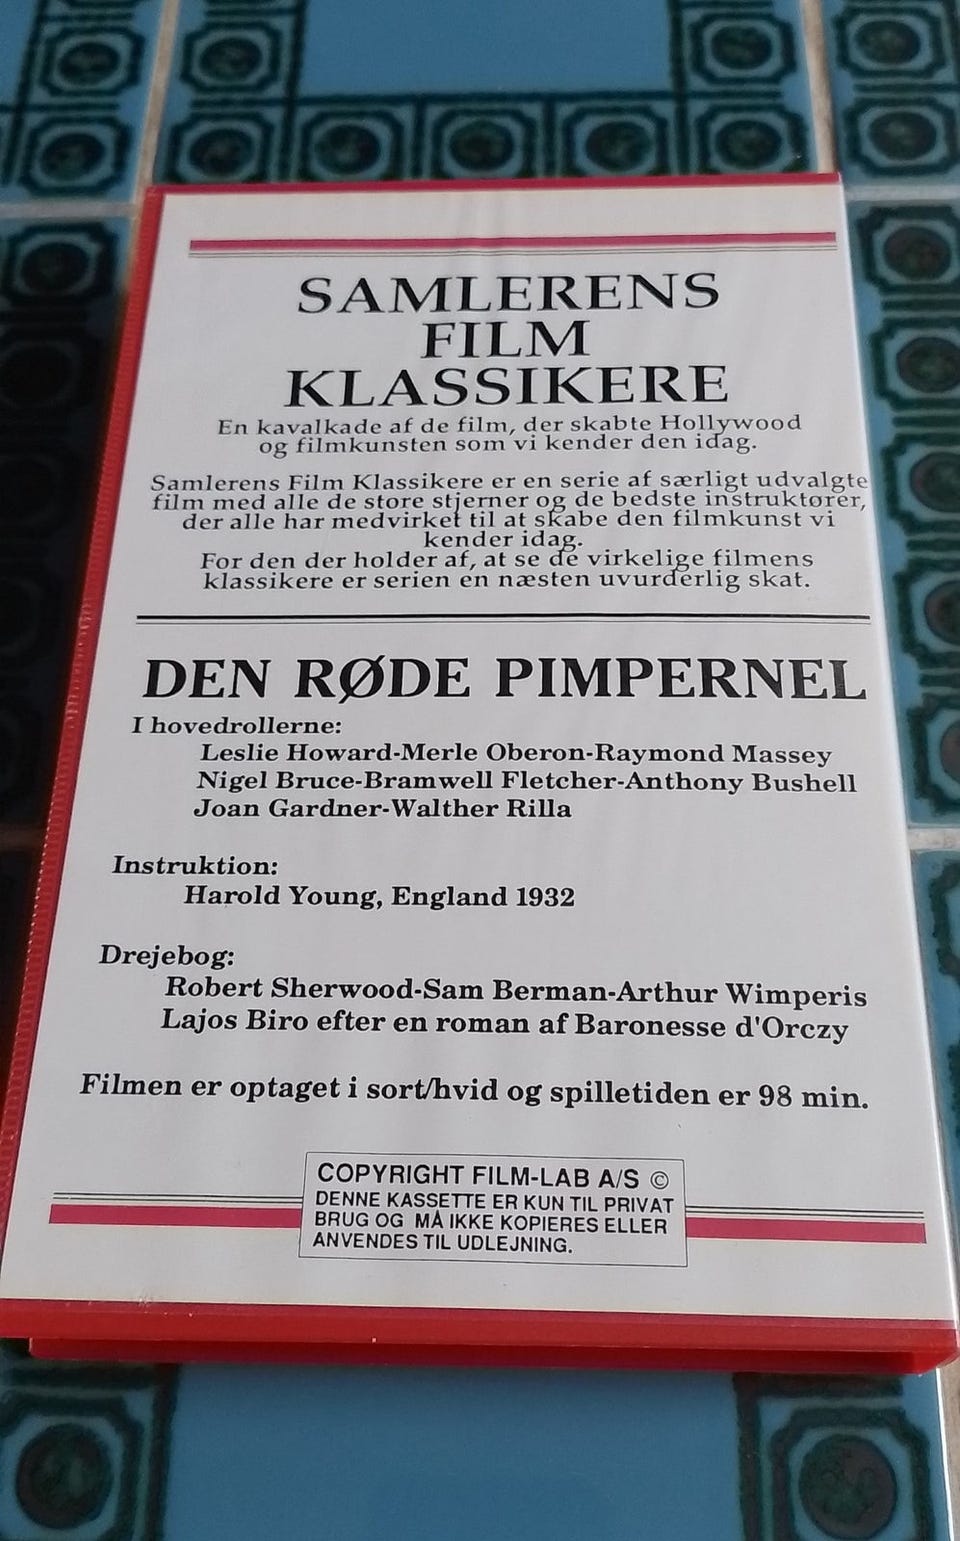 SAMLERENS
FILM
KLASSIKERE
En kavalkade af de film, der skabte Hollywood
og filmkunsten som vi kender den idag.
Samlerens Film Klassikere er en serie af særligt udvalgte
film med alle de store stjerner og de bedste instruktører,
der alle har medvirket til at skabe den filmkunst vi
kender idag.
For den der holder af, at se de virkelige filmens
klassikere er serien en næsten uvurderlig skat.
DEN RØDE PIMPERNEL
I hovedrollerne:
Leslie Howard-Merle Oberon-Raymond Massey
Nigel Bruce-Bramwell Fletcher-Anthony Bushell
Joan Gardner-Walther Rilla
Instruktion:
Harold Young, England 1932
Drejebog:
Robert Sherwood-Sam Berman-Arthur Wimperis
Lajos Biro efter en roman af Baronesse d'Orczy
Filmen er optaget i sort/hvid og spilletiden er 98 min.
COPYRIGHT FILM-LAB A/S ©
DENNE KASSETTE ER KUN TIL PRIVAT
BRUG OG MÅ IKKE KOPIERES ELLER
ANVENDES TIL UDLEJNING.